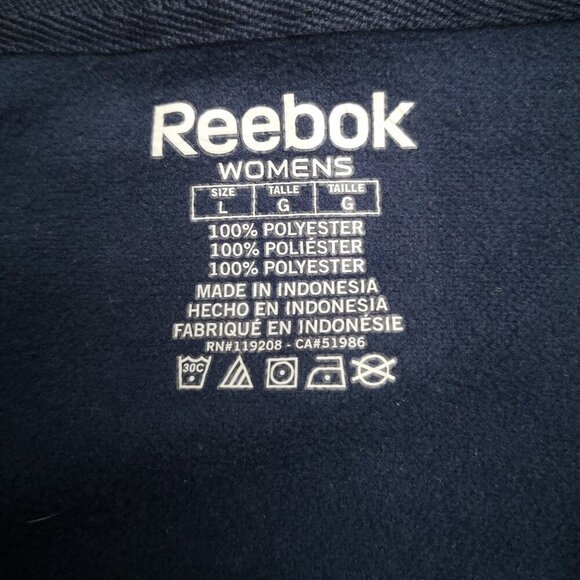 Reebok
WOMENS
SIZE TALLE TAILLE
L G G
100% POLYESTER
100% POLIÉSTER
100% POLYESTER
MADE IN INDONESIA
HECHO EN INDONESIA
FABRIQUÉ EN INDONÉSIE
RN#119208 - CA#51986
30C